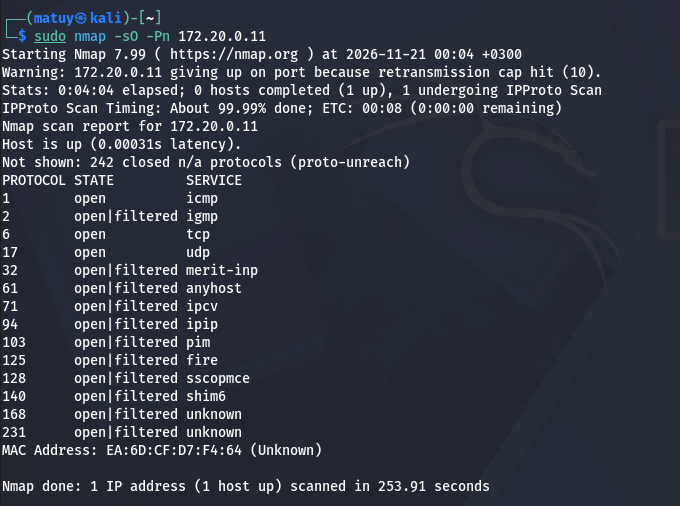 ┌──(matuy㉿kali)-[~]
└─$ sudo nmap -sO -Pn 172.20.0.11
Starting Nmap 7.99 ( https://nmap.org ) at 2026-11-21 00:04 +0300
Warning: 172.20.0.11 giving up on port because retransmission cap hit (10).
Stats: 0:04:04 elapsed; 0 hosts completed (1 up), 1 undergoing IPProto Scan
IPProto Scan Timing: About 99.99% done; ETC: 00:08 (0:00:00 remaining)
Nmap scan report for 172.20.0.11
Host is up (0.00031s latency).
Not shown: 242 closed n/a protocols (proto-unreach)
PROTOCOL STATE         SERVICE
1        open          icmp
2        open|filtered igmp
6        open          tcp
17       open          udp
32       open|filtered merit-inp
61       open|filtered anyhost
71       open|filtered ipcv
94       open|filtered ipip
103      open|filtered pim
125      open|filtered fire
128      open|filtered sscopmce
140      open|filtered shim6
168      open|filtered unknown
231      open|filtered unknown
MAC Address: EA:6D:CF:D7:F4:64 (Unknown)

Nmap done: 1 IP address (1 host up) scanned in 253.91 seconds